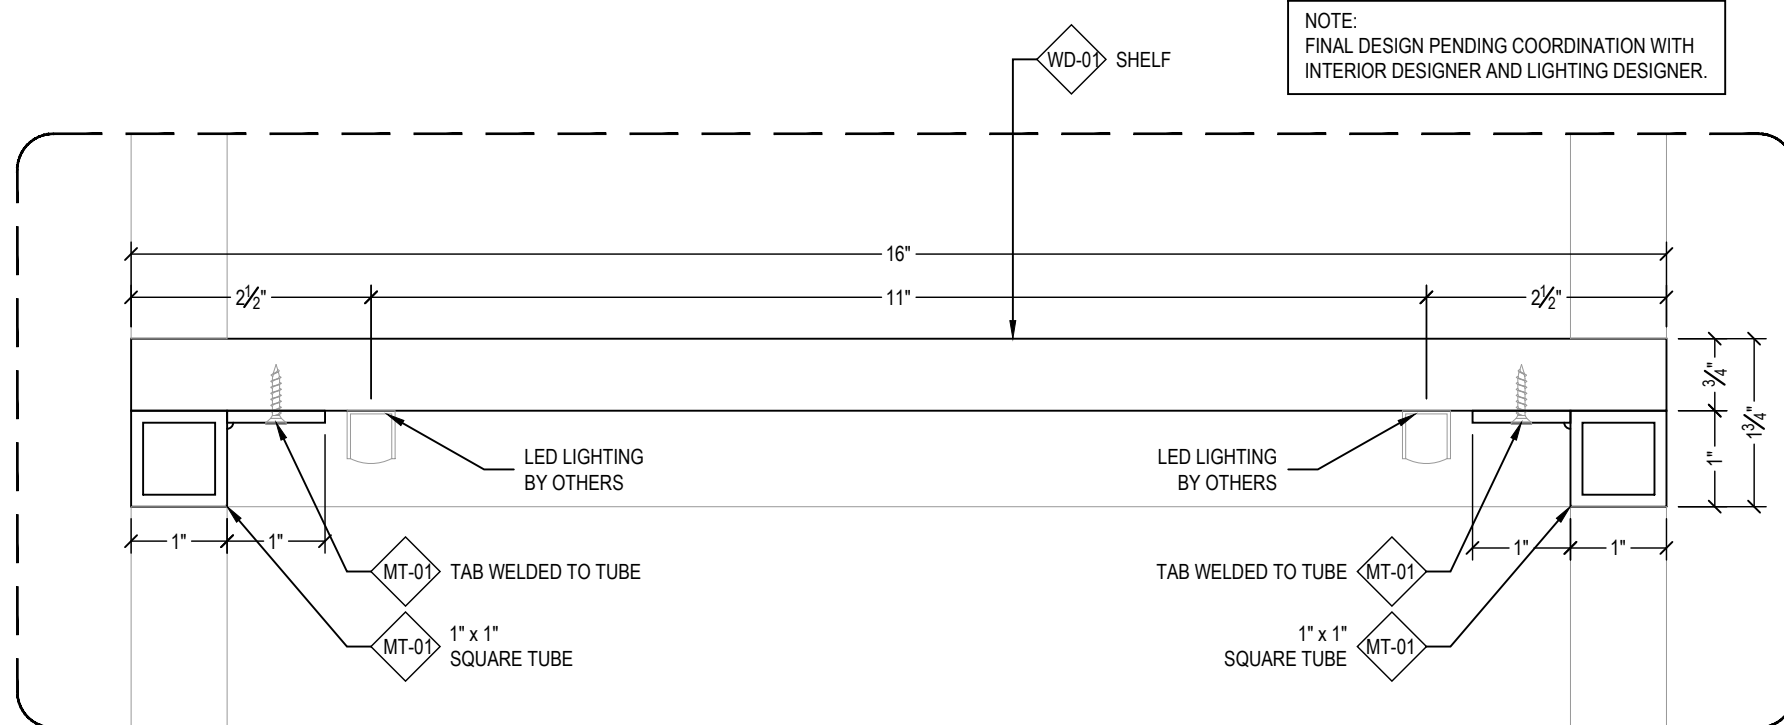 NOTE:
FINAL DESIGN PENDING COORDINATION WITH
INTERIOR DESIGNER AND LIGHTING DESIGNER.
WD-01 SHELF
16"
2½" 11" 2½"
¾"
1¾"
1"
LED LIGHTING
BY OTHERS
LED LIGHTING
BY OTHERS
1" 1" 1" 1"
MT-01 TAB WELDED TO TUBE
TAB WELDED TO TUBE MT-01
MT-01 1" x 1"
SQUARE TUBE
1" x 1"
SQUARE TUBE MT-01